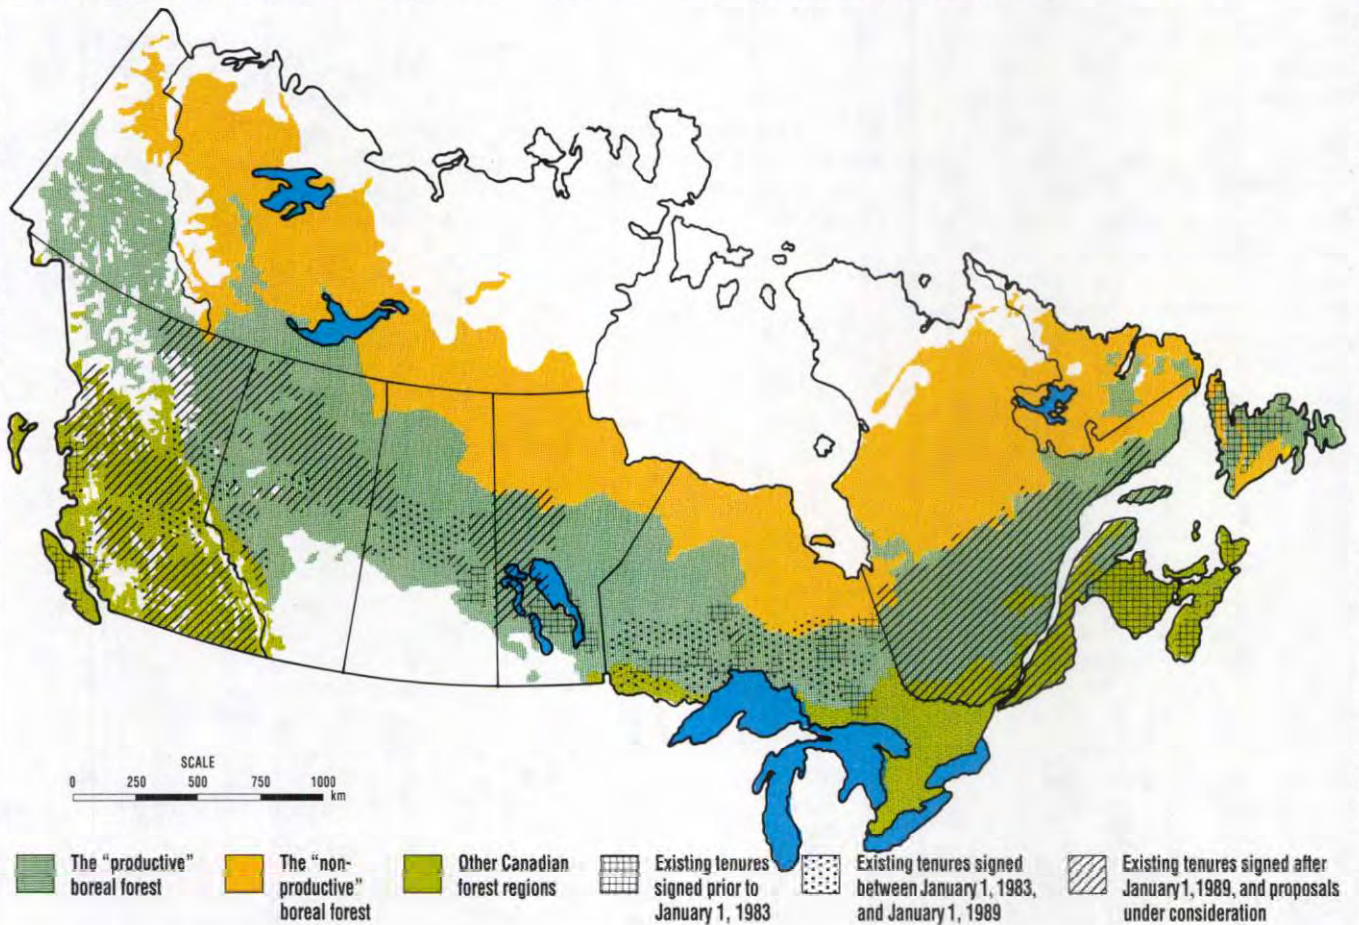 SCALE
0 250 500 750 1000
km
The "productive"
boreal forest
The "non-
productive"
boreal forest
Other Canadian
forest regions
Existing tenures
signed prior to
January 1, 1983
Existing tenures signed
between January 1, 1983,
and January 1, 1989
Existing tenures signed after
January 1, 1989, and proposals
under consideration